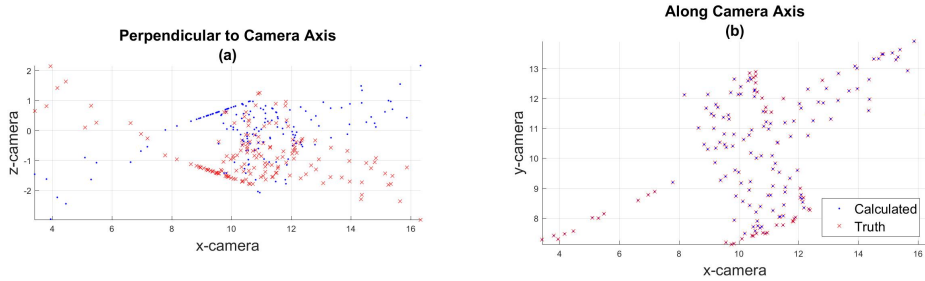 Perpendicular to Camera Axis
(a)
z-camera
2
1
0
-1
-2
4
6
8
10
12
14
16
x-camera
Along Camera Axis
(b)
y-camera
13
12
11
10
9
8
4
6
8
10
12
14
16
x-camera
Calculated
Truth